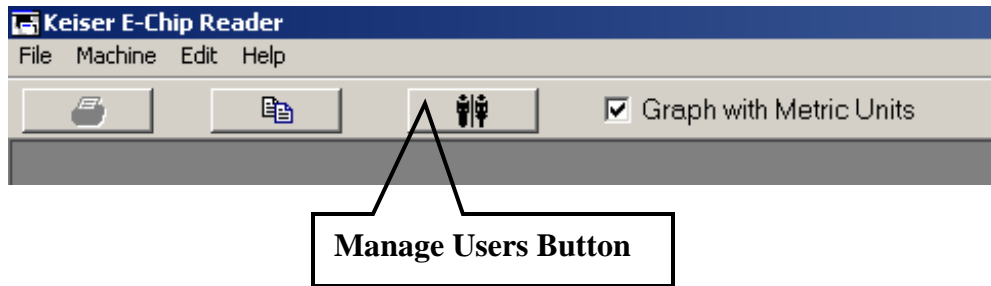 Keiser E-Chip Reader
File Machine Edit Help
Graph with Metric Units
Manage Users Button